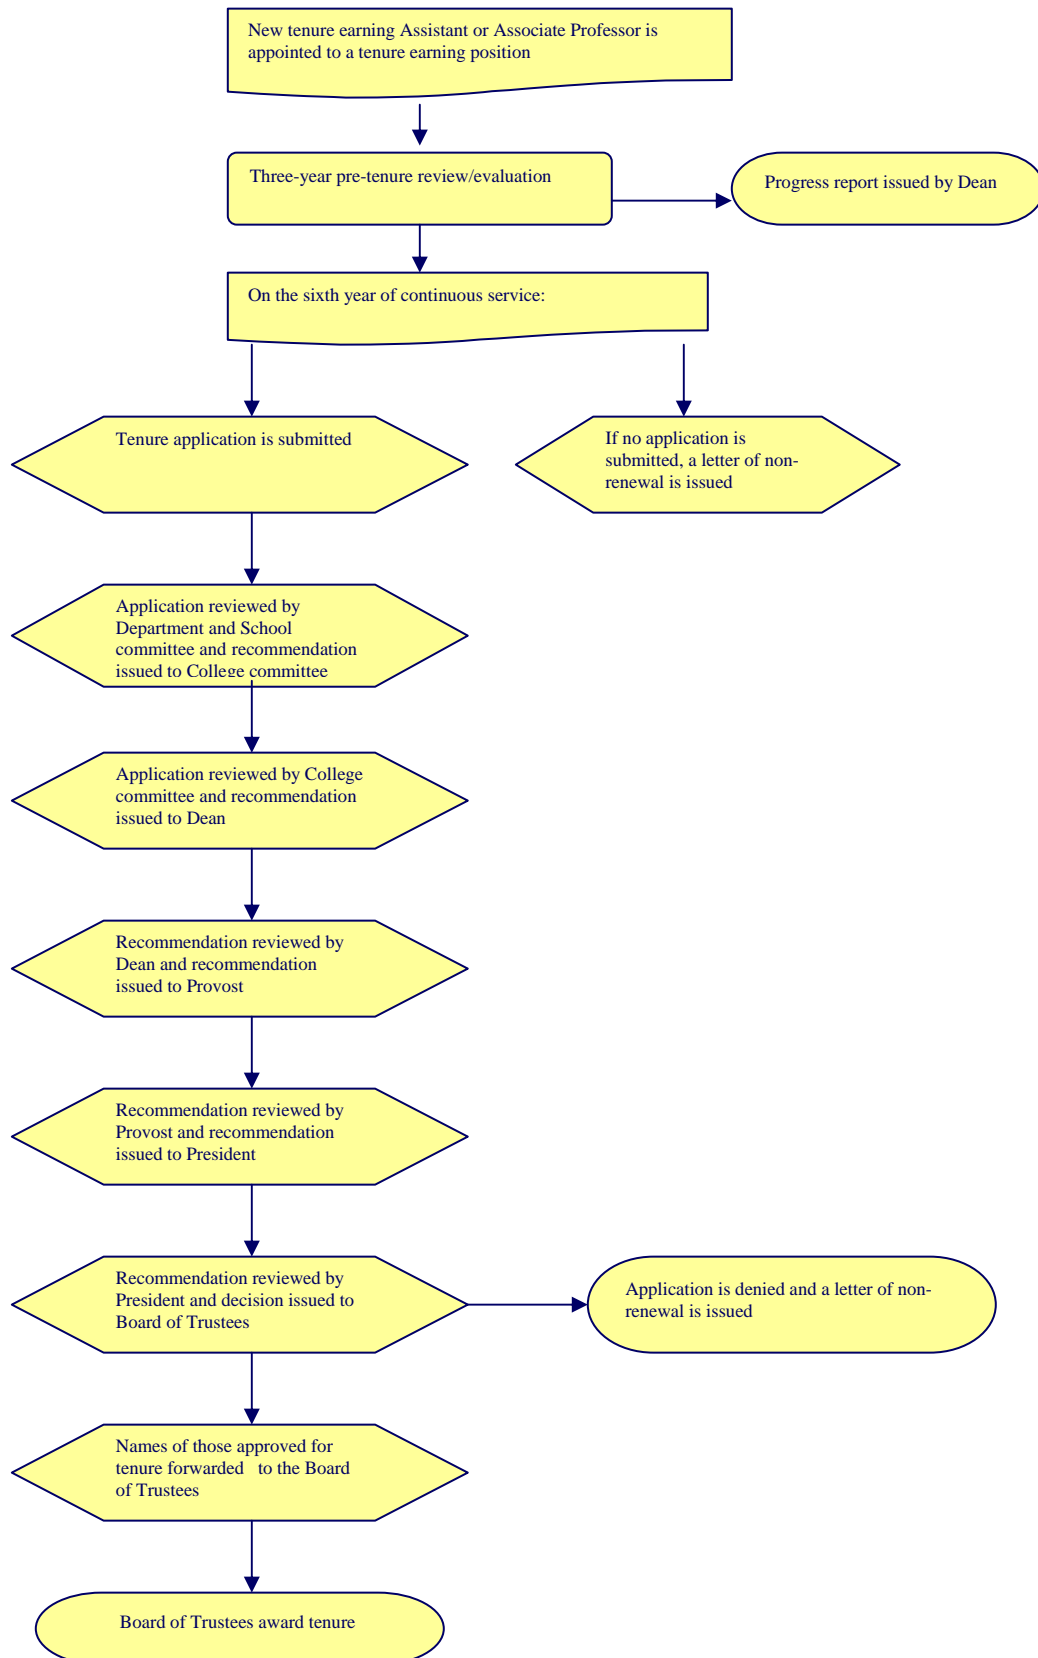 New tenure earning Assistant or Associate Professor is
appointed to a tenure earning position
Three-year pre-tenure review/evaluation
Progress report issued by Dean
On the sixth year of continuous service:
Tenure application is submitted
If no application is
submitted, a letter of non-
renewal is issued
Application reviewed by
Department and School
committee and recommendation
issued to College committee
Application reviewed by College
committee and recommendation
issued to Dean
Recommendation reviewed by
Dean and recommendation
issued to Provost
Recommendation reviewed by
Provost and recommendation
issued to President
Recommendation reviewed by
President and decision issued to
Board of Trustees
Application is denied and a letter of non-
renewal is issued
Names of those approved for
tenure forwarded   to the Board
of Trustees
Board of Trustees award tenure